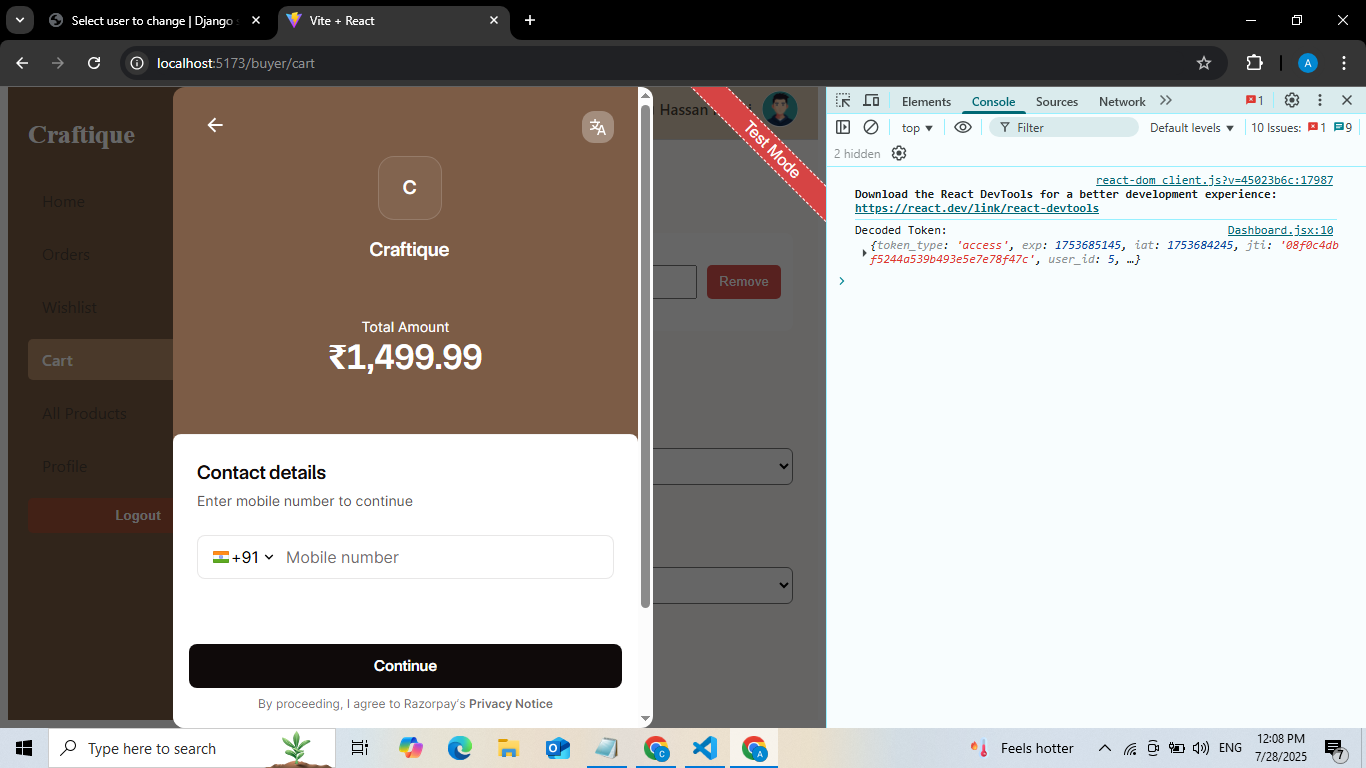 Select user to change | Django s
Vite + React
localhost:5173/buyer/cart
A
Craftique
Home
Orders
Wishlist
Cart
All Products
Profile
Logout
C
Craftique
Total Amount
₹1,499.99
Contact details
Enter mobile number to continue
+91
Mobile number
Continue
By proceeding, I agree to Razorpay's Privacy Notice
Hassan
Test Mode
Remove
Elements
Console
Sources
Network
1
top
Filter
Default levels
10 Issues: 1 9
2 hidden
react-dom client.js?v=45023b6c:17987
Download the React DevTools for a better development experience:
https://react.dev/link/react-devtools
Decoded Token:
Dashboard.jsx:10
{token_type: 'access', exp: 1753685145, iat: 1753684245, jti: '08f0c4db
f5244a539b493e5e7e78f47c', user_id: 5, …}
Type here to search
C
A
Feels hotter
ENG
12:08 PM
7/28/2025
7